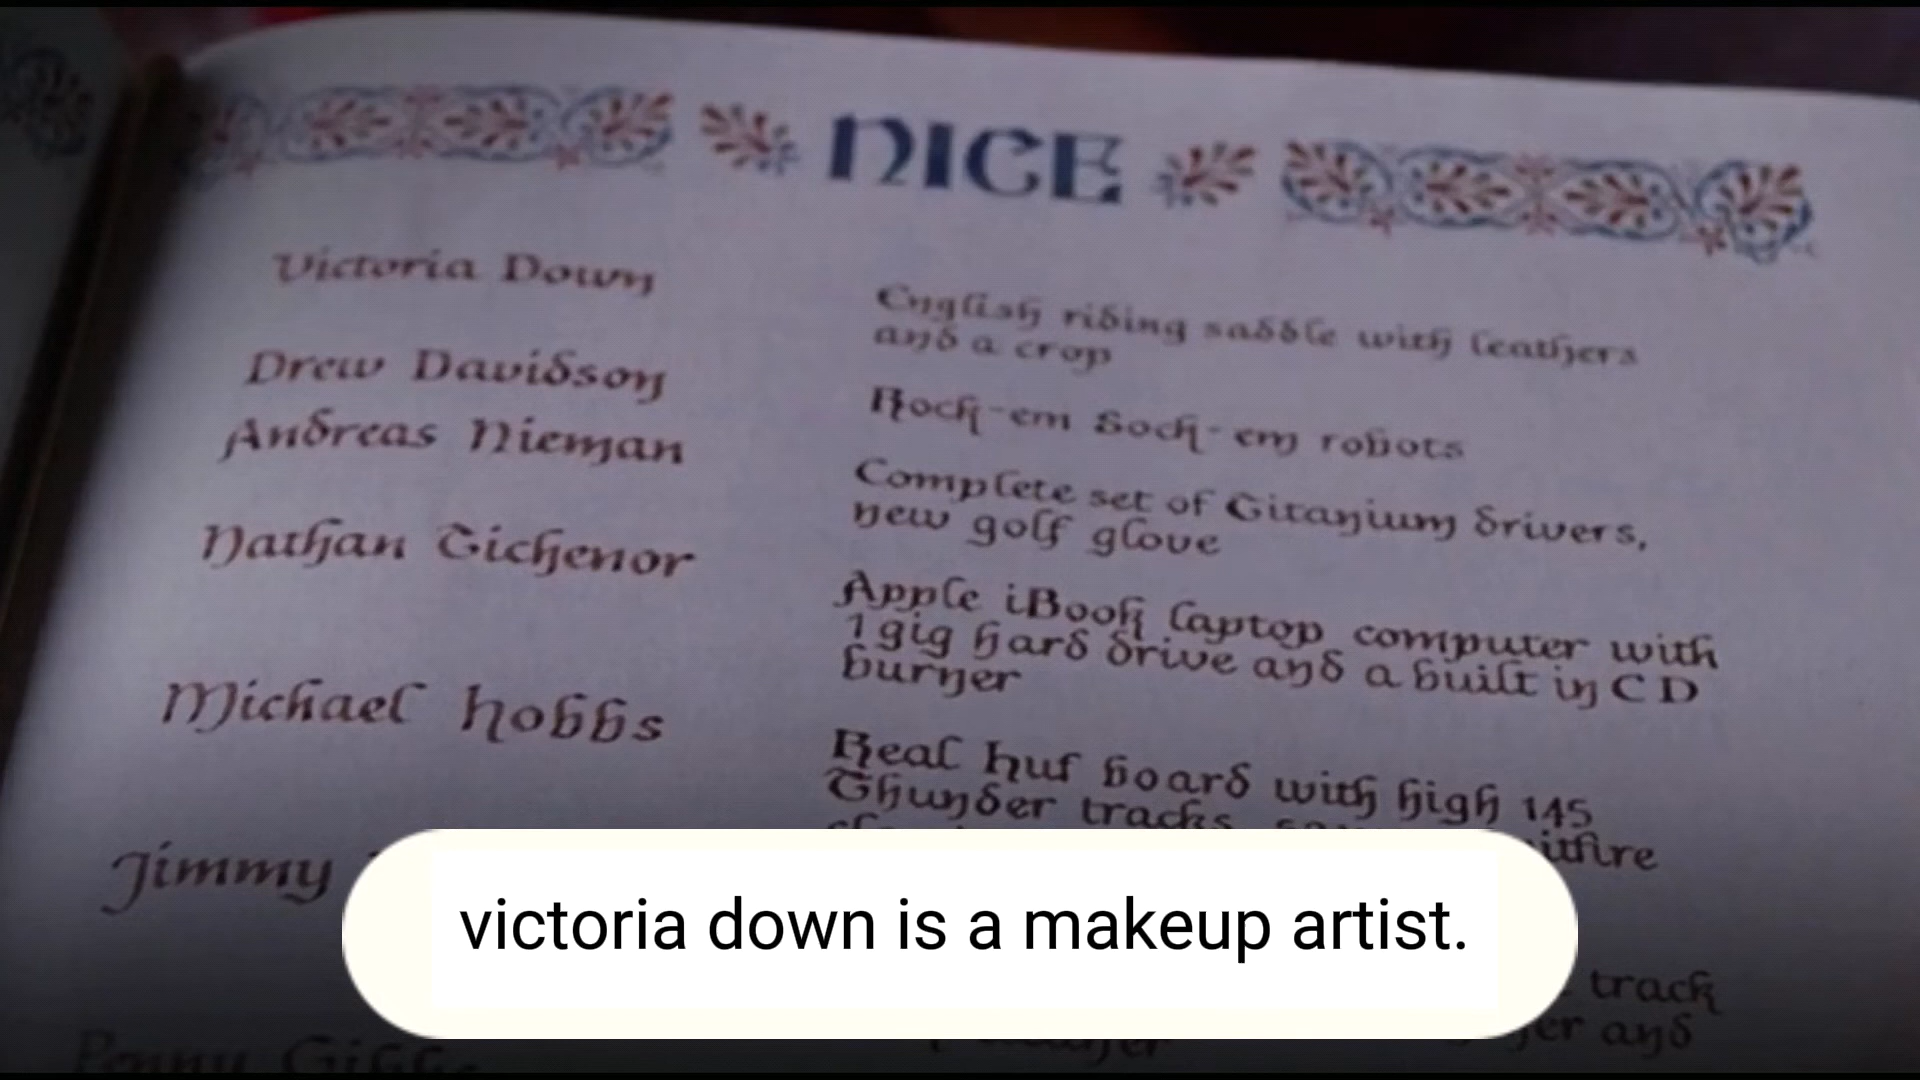 NICE
Victoria Down
English riding saddle with leathers
and a crop
Drew Davidson
Rock-em Sock-em robots
Andreas Nieman
Complete set of Titanium drivers,
new golf glove
Nathan Tichenor
Apple iBook laptop computer with
1 gig hard drive and a built in CD
burner
Michael Hobbs
Real huf board with high 145
Thunder tracks,
Jimmy
track
and
victoria down is a makeup artist.